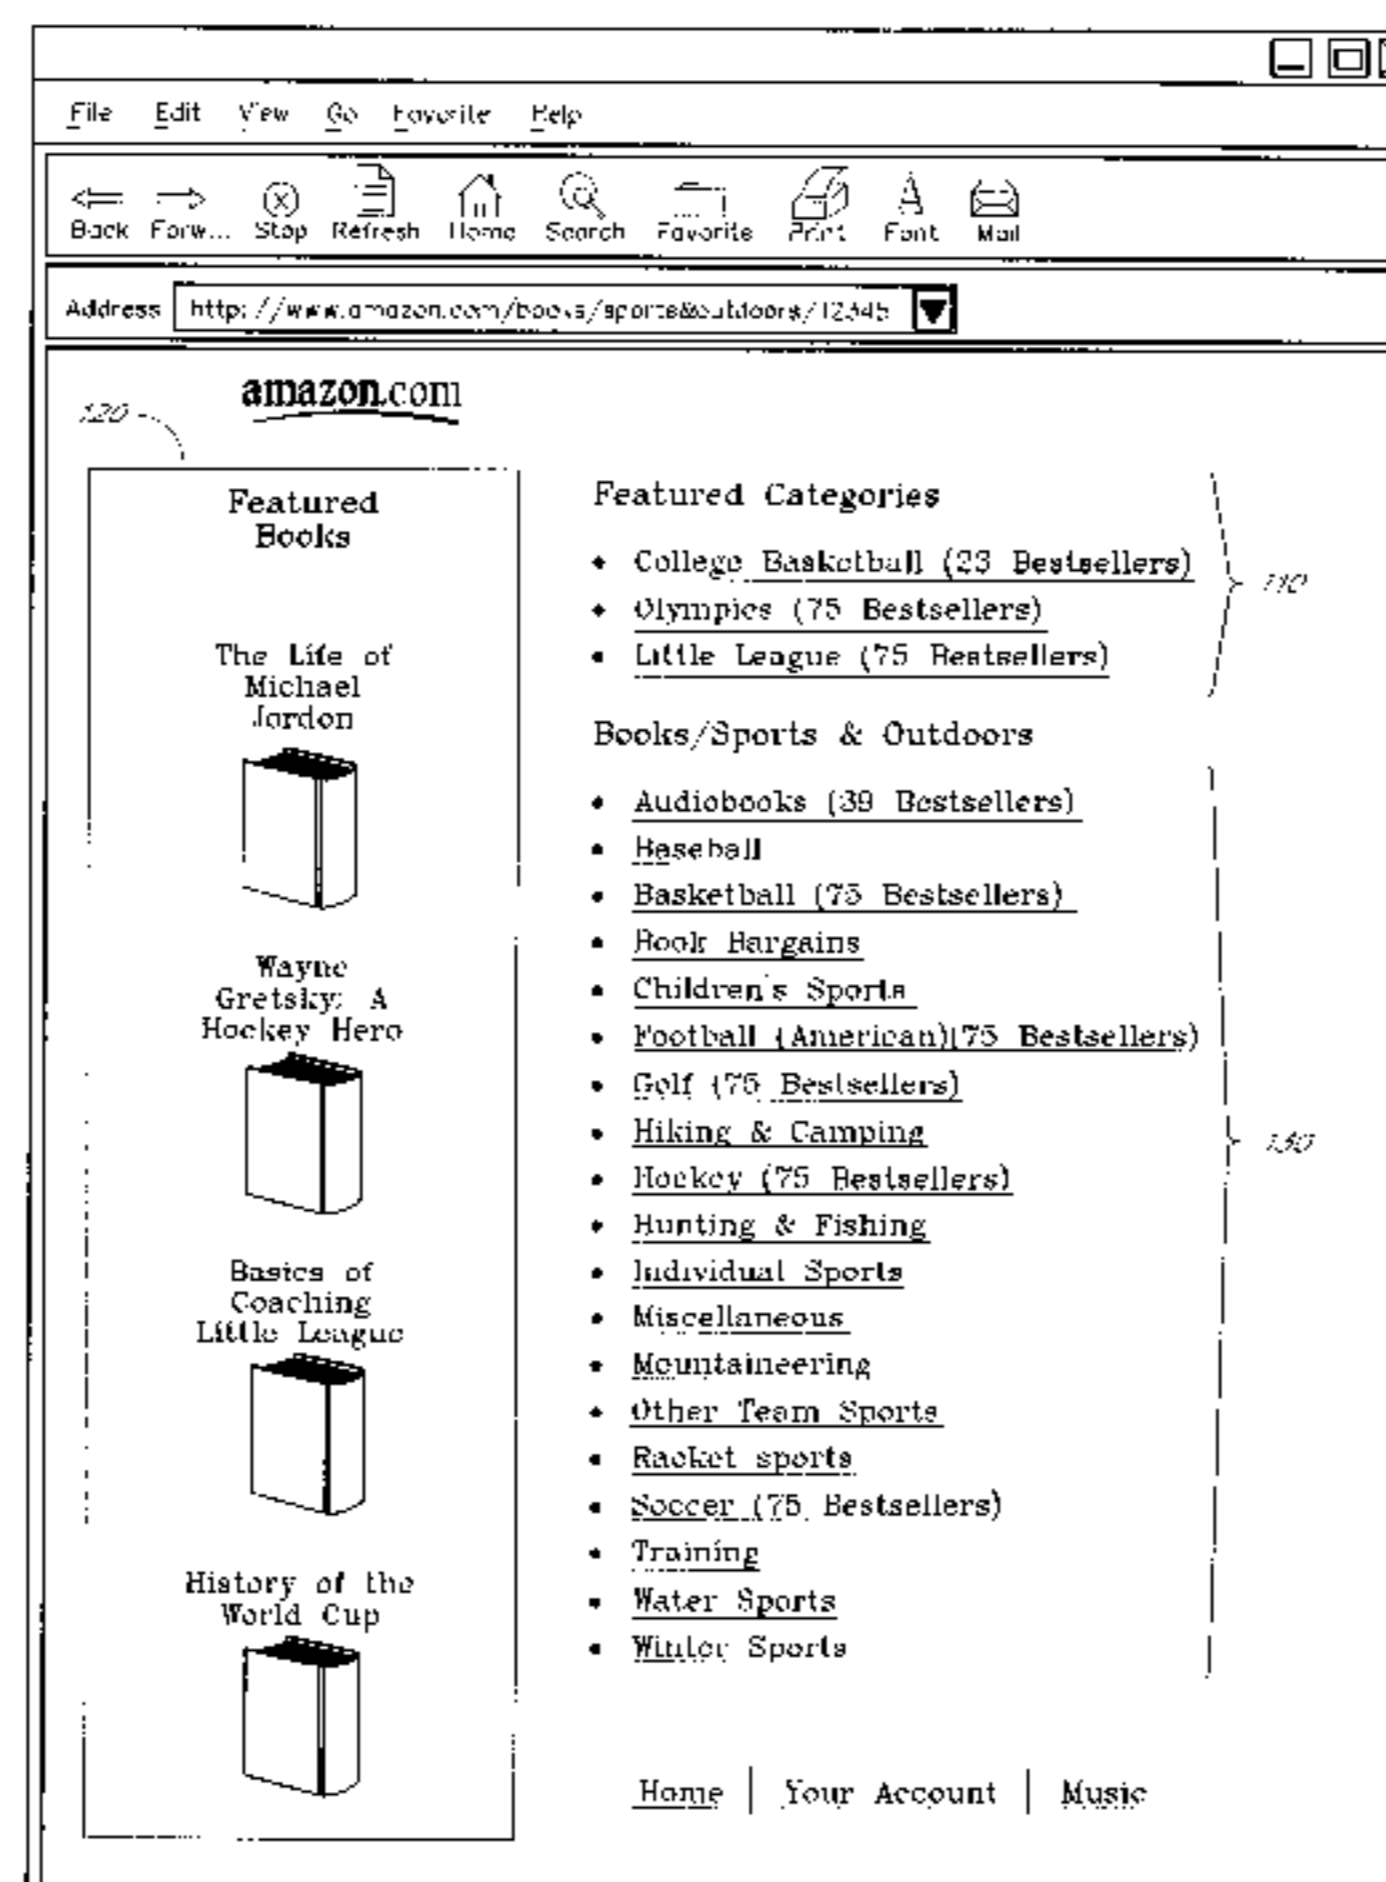 File Edit View Go Favorite Help
Back Forw... Stop Refresh Home Search Favorite Print Font Mail
Address http://www.amazon.com/books/sports&outdoors/12345
amazon.com
120
Featured
Books
The Life of
Michael
Jordon
Wayne
Gretsky: A
Hockey Hero
Basics of
Coaching
Little League
History of the
World Cup
Featured Categories
• College Basketball (23 Bestsellers)
• Olympics (75 Bestsellers)
• Little League (75 Bestsellers)
110
Books/Sports & Outdoors
• Audiobooks (39 Bestsellers)
• Baseball
• Basketball (75 Bestsellers)
• Book Bargains
• Children's Sports
• Football (American)(75 Bestsellers)
• Golf (75 Bestsellers)
• Hiking & Camping
• Hockey (75 Bestsellers)
• Hunting & Fishing
• Individual Sports
• Miscellaneous
• Mountaineering
• Other Team Sports
• Racket sports
• Soccer (75 Bestsellers)
• Training
• Water Sports
• Winter Sports
130
Home | Your Account | Music